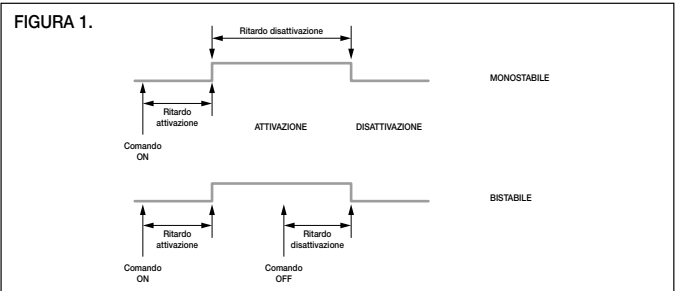 FIGURA 1.
Ritardo disattivazione
MONOSTABILE
Ritardo
attivazione
ATTIVAZIONE
DISATTIVAZIONE
Comando
ON
BISTABILE
Ritardo
attivazione
Ritardo
disattivazione
Comando
ON
Comando
OFF